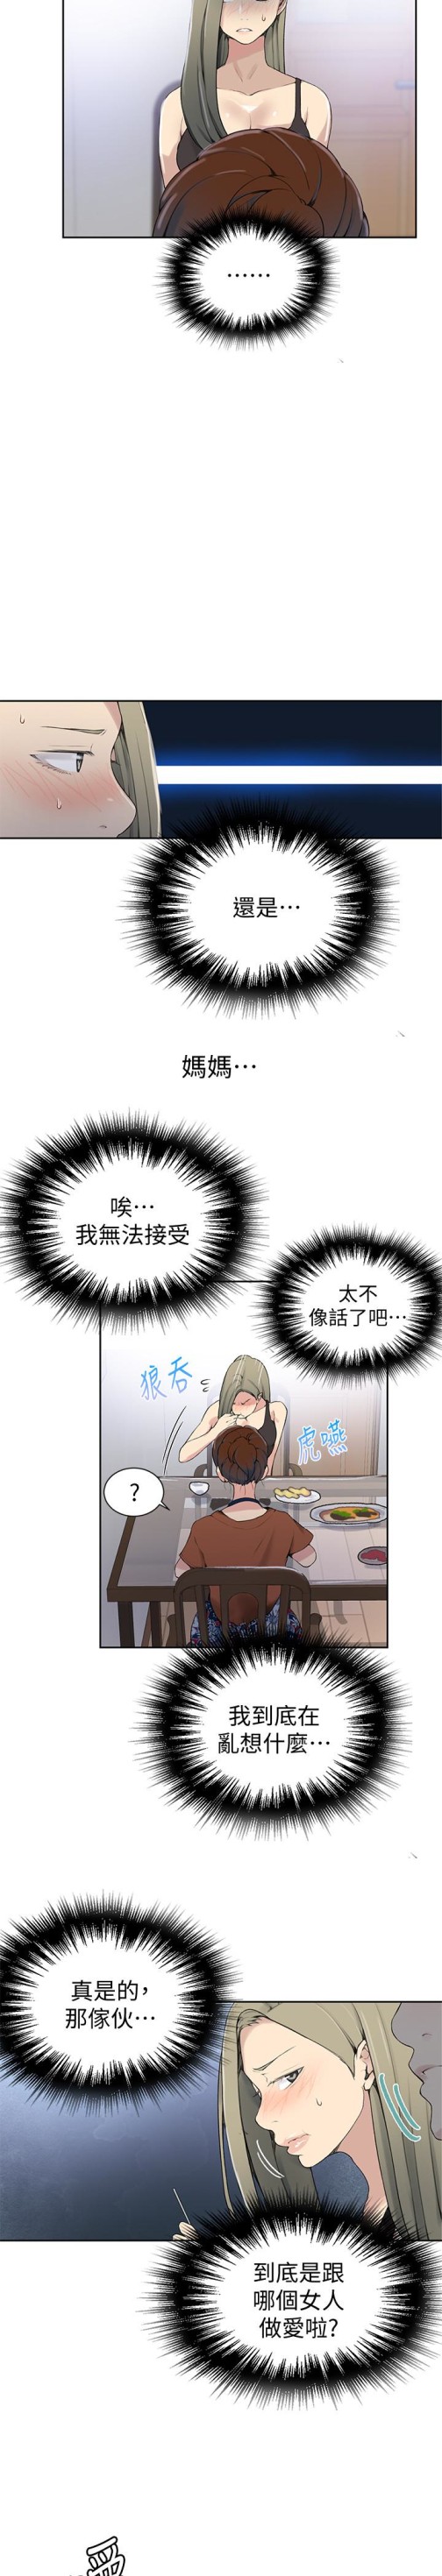 ……
還是…
媽媽…
唉…
我無法接受
太不
像話了吧…
狼吞
虎嚥
?
我到底在
亂想什麼…
真是的,
那傢伙…
到底是跟
哪個女人
做愛啦?